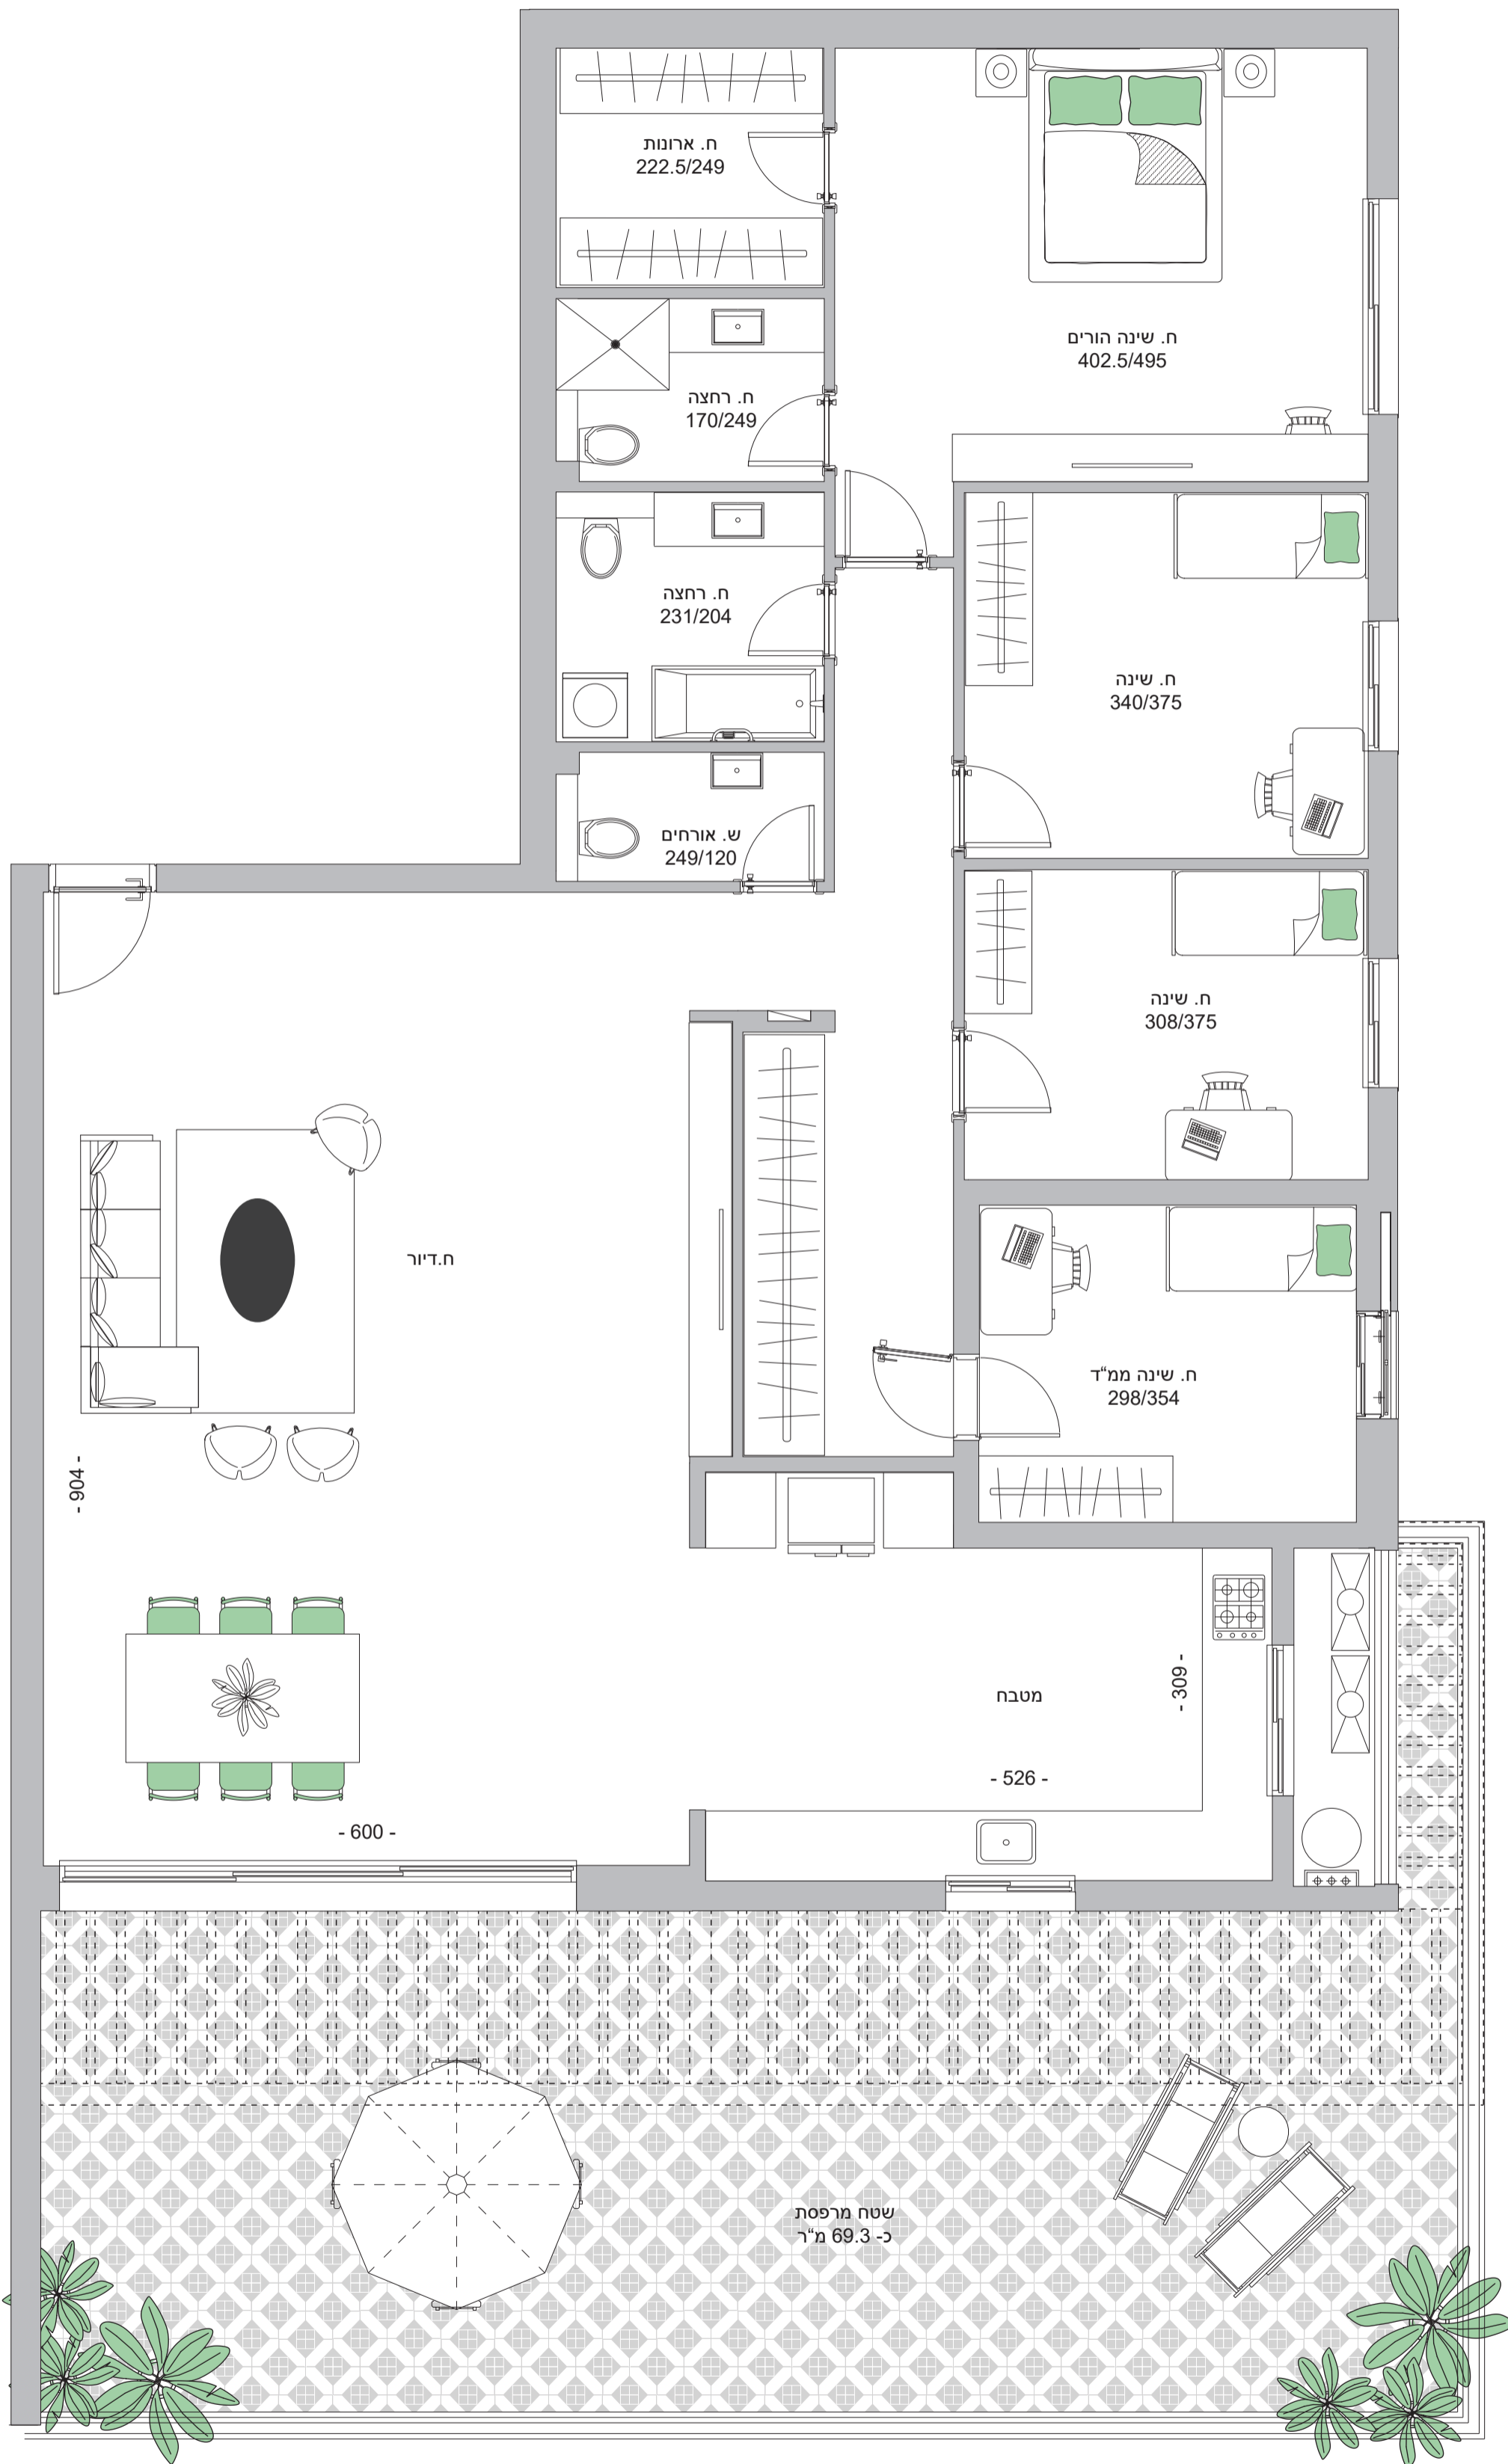 ח. ארונות
222.5/249
ח. שינה הורים
402.5/495
ח. רחצה
170/249
ח. רחצה
231/204
ח. שינה
340/375
ש. אורחים
249/120
ח. שינה
308/375
ח.דיור
ח. שינה ממ"ד
298/354
- 904 -
מטבח
- 309 -
- 526 -
- 600 -
שטח מרפסת
כ- 69.3 מ"ר